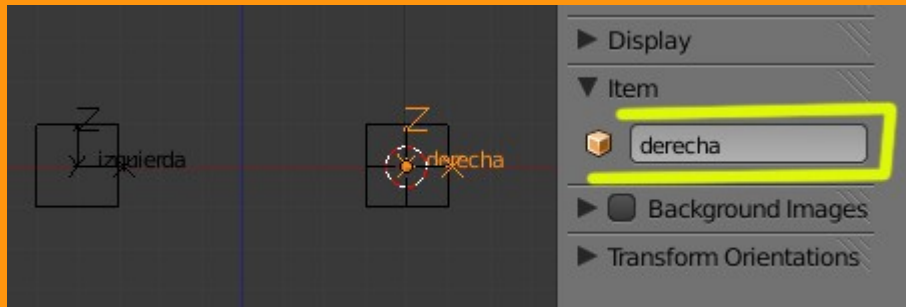 Display
Item
derecha
Background Images
Transform Orientations
Z
izquierda
Y
X
Z
derecha
X